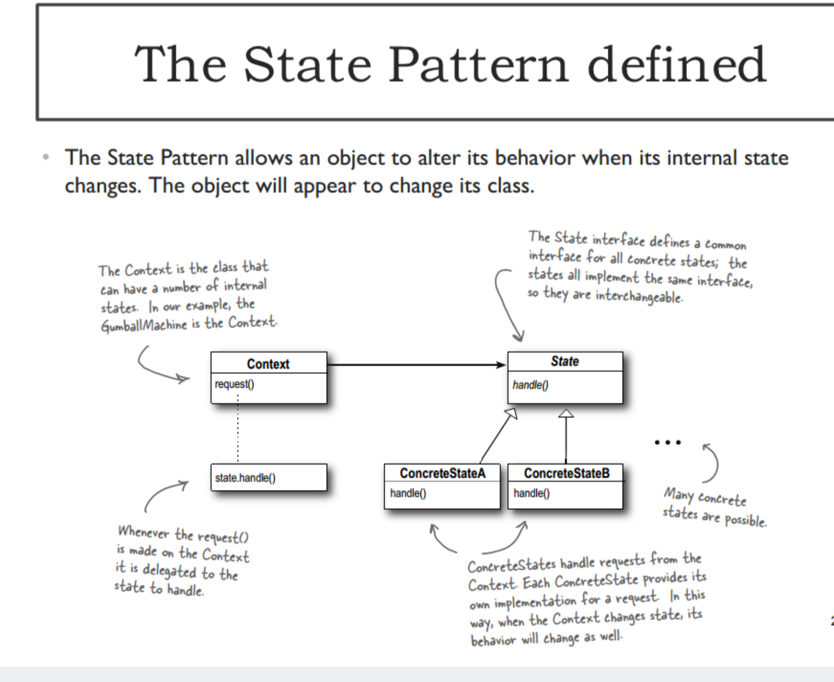 The State Pattern defined
• The State Pattern allows an object to alter its behavior when its internal state
changes. The object will appear to change its class.
The Context is the class that
can have a number of internal
states. In our example, the
GumballMachine is the Context.
The State interface defines a common
interface for all concrete states; the
states all implement the same interface,
so they are interchangeable.
Context
request()
State
handle()
state.handle()
ConcreteStateA
handle()
ConcreteStateB
handle()
...
Many concrete
states are possible.
Whenever the request()
is made on the Context
it is delegated to the
state to handle.
ConcreteStates handle requests from the
Context. Each ConcreteState provides its
own implementation for a request. In this
way, when the Context changes state, its
behavior will change as well.